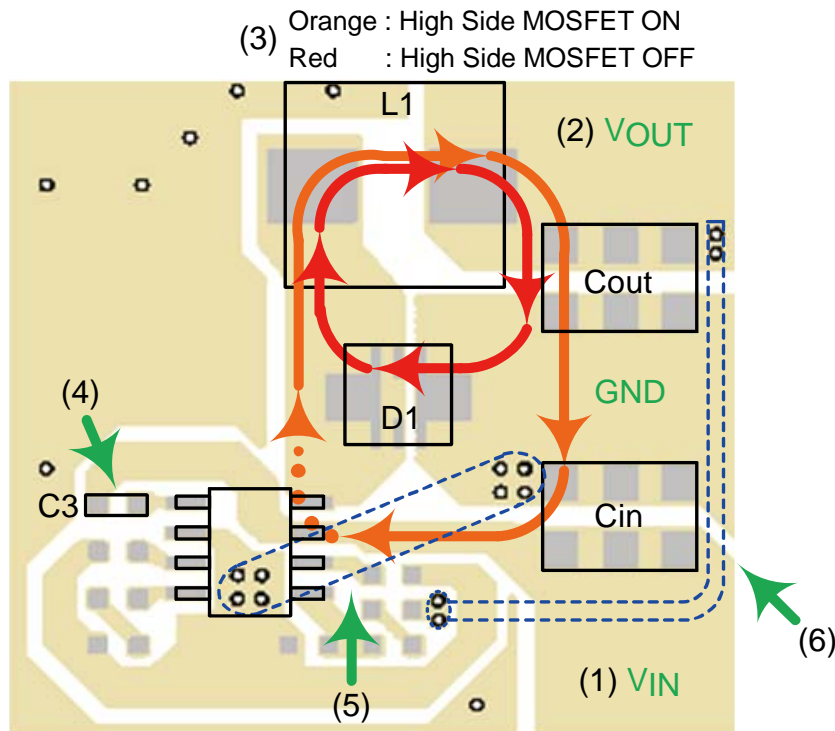 (3) Orange : High Side MOSFET ON
Red : High Side MOSFET OFF
L1
(2) VOUT
Cout
D1
GND
(4)
C3
Cin
(5)
(6)
(1) VIN